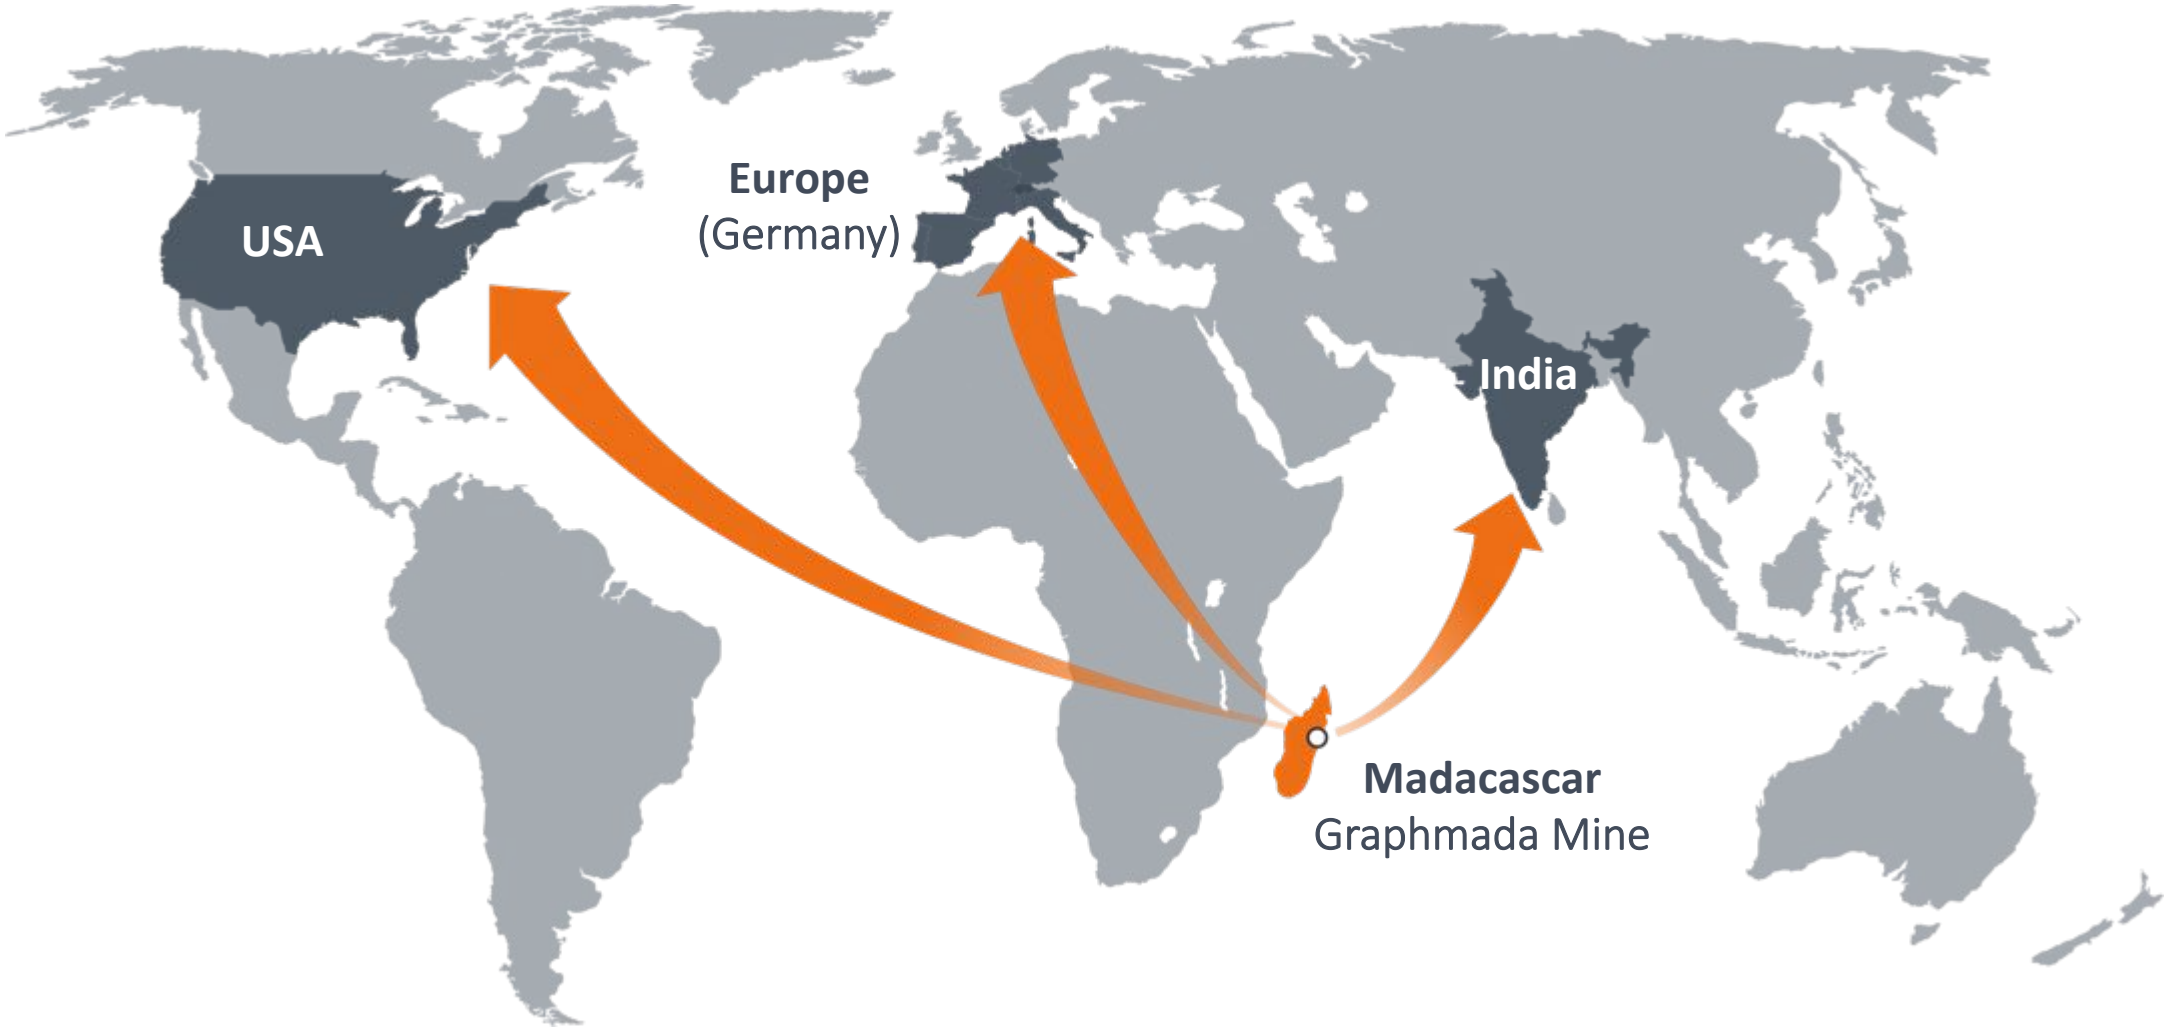 Europe
(Germany)
USA
India
Madacascar
Graphmada Mine